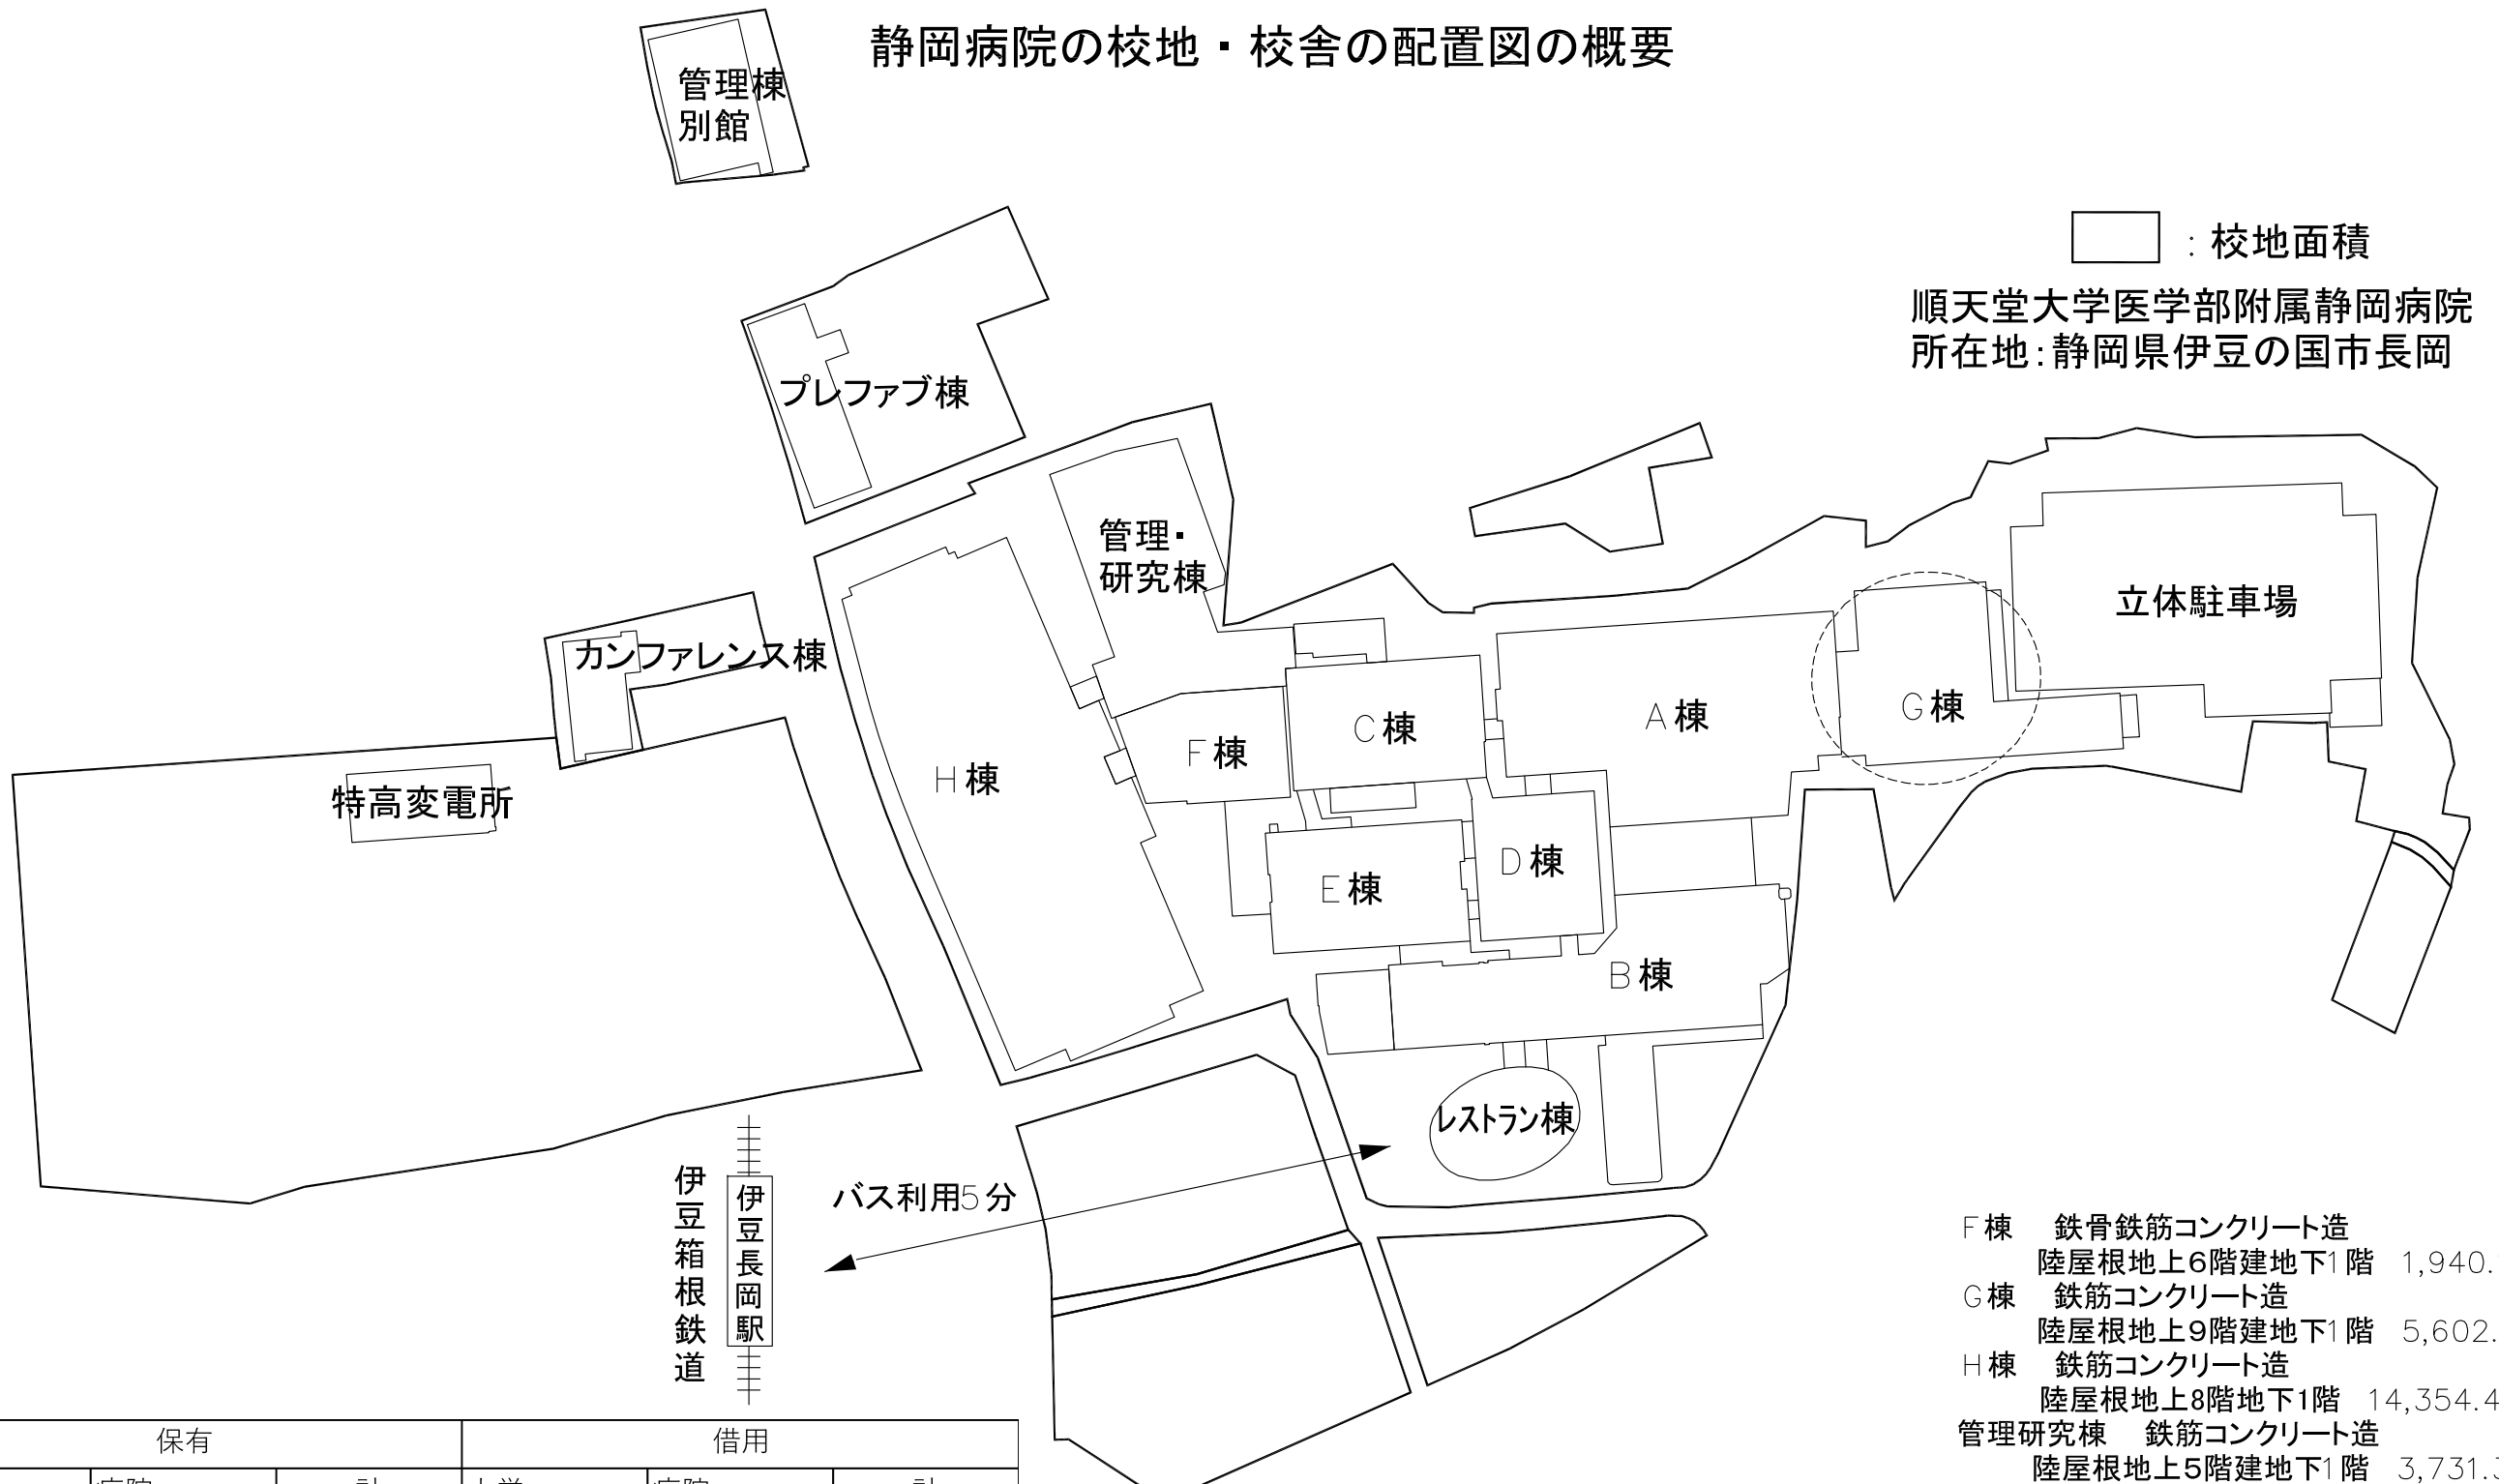 静岡病院の校地・校舎の配置図の概要
管理棟
別館
：校地面積
順天堂大学医学部附属静岡病院
所在地：静岡県伊豆の国市長岡
プレファブ棟
管理・
研究棟
立体駐車場
カンファレンス棟
A棟
G棟
C棟
F棟
H棟
特高変電所
D棟
E棟
B棟
レストラン棟
バス利用5分
伊豆箱根鉄道
伊豆長岡駅
F棟　鉄骨鉄筋コンクリート造
陸屋根地上6階建地下1階　1,940.
G棟　鉄筋コンクリート造
陸屋根地上9階建地下1階　5,602.
H棟　鉄筋コンクリート造
陸屋根地上8階地下1階　14,354.4
管理研究棟　鉄筋コンクリート造
陸屋根地上5階建地下1階　3,731.
保有　借用